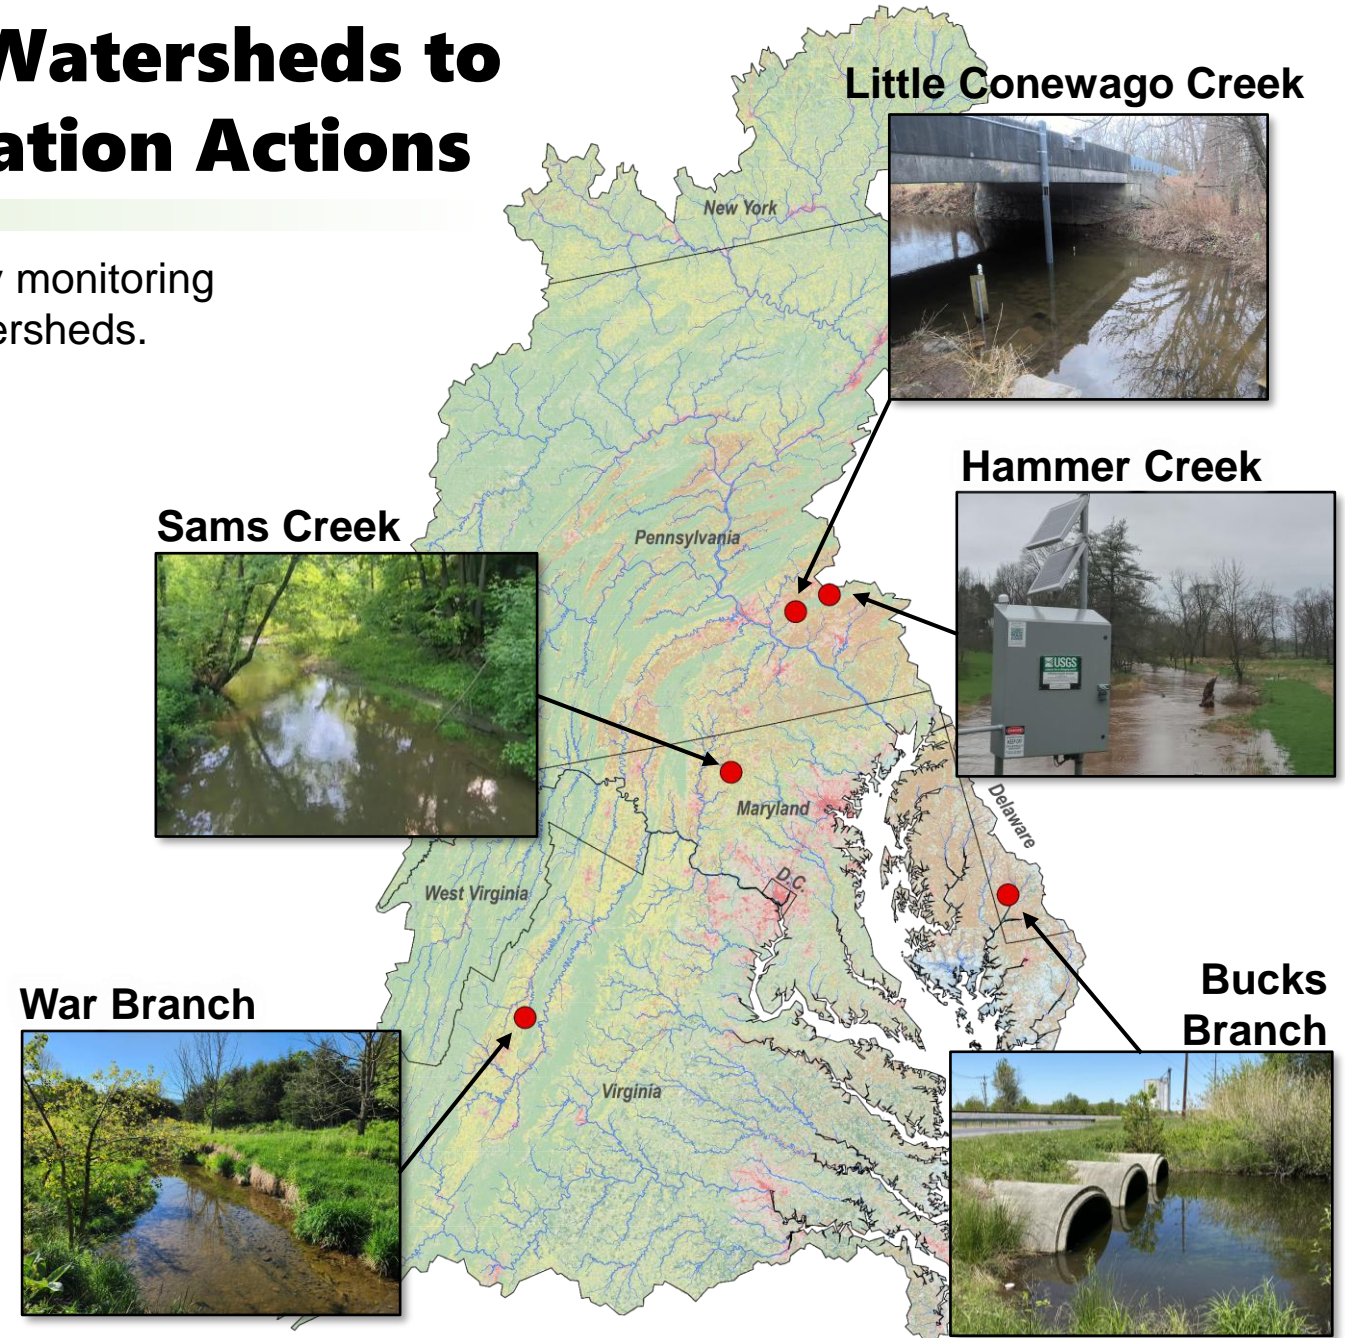 Watersheds to
ation Actions
y monitoring
ersheds.
Little Conewago Creek
New York
Hammer Creek
Sams Creek
Pennsylvania
USGS
Maryland
Delaware
D.C.
West Virginia
War Branch
Bucks
Branch
Virginia